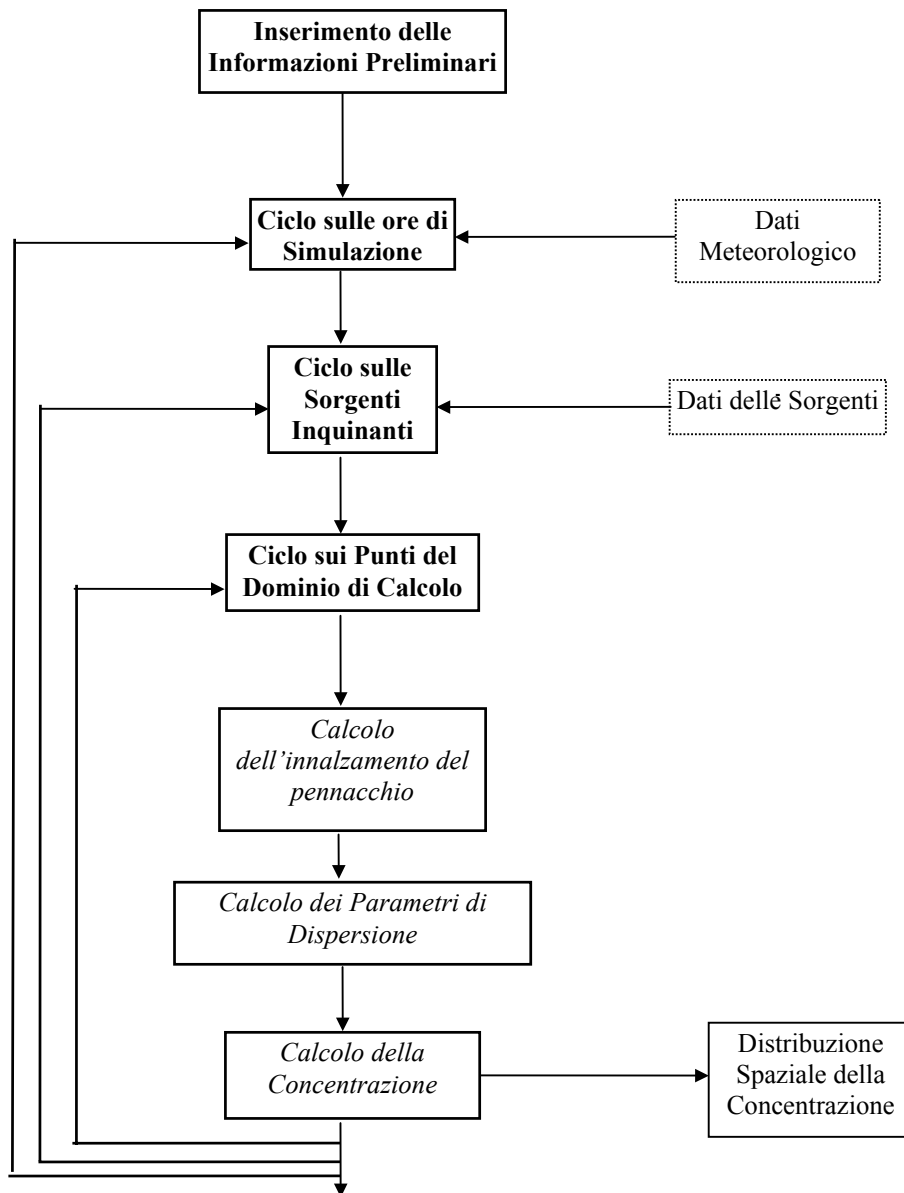 Inserimento delle
Informazioni Preliminari
Ciclo sulle ore di
Simulazione
Dati
Meteorologico
Ciclo sulle
Sorgenti
Inquinanti
Dati delle Sorgenti
Ciclo sui Punti del
Dominio di Calcolo
Calcolo
dell’innalzamento del
pennacchio
Calcolo dei Parametri di
Dispersione
Calcolo della
Concentrazione
Distribuzione
Spaziale della
Concentrazione